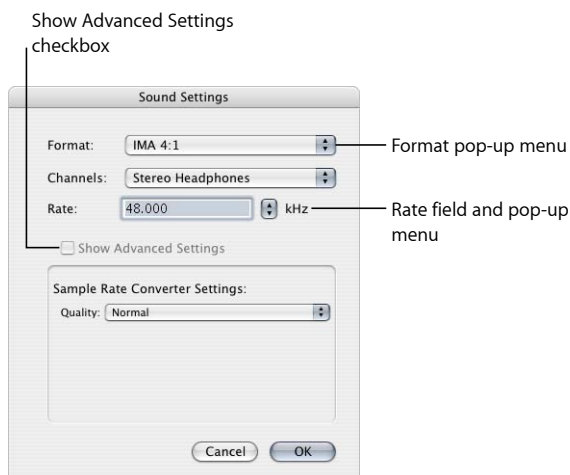 Show Advanced Settings
checkbox
Sound Settings
Format: IMA 4:1
Format pop-up menu
Channels: Stereo Headphones
Rate: 48.000 kHz
Rate field and pop-up
menu
Show Advanced Settings
Sample Rate Converter Settings:
Quality: Normal
Cancel OK